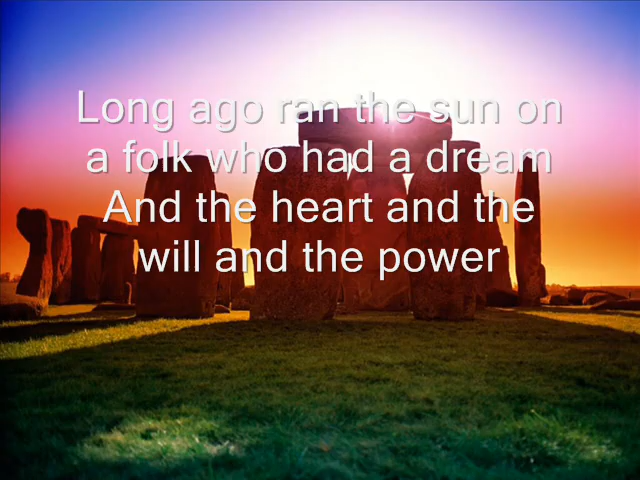 Long ago ran the sun on
a folk who had a dream
And the heart and the
will and the power